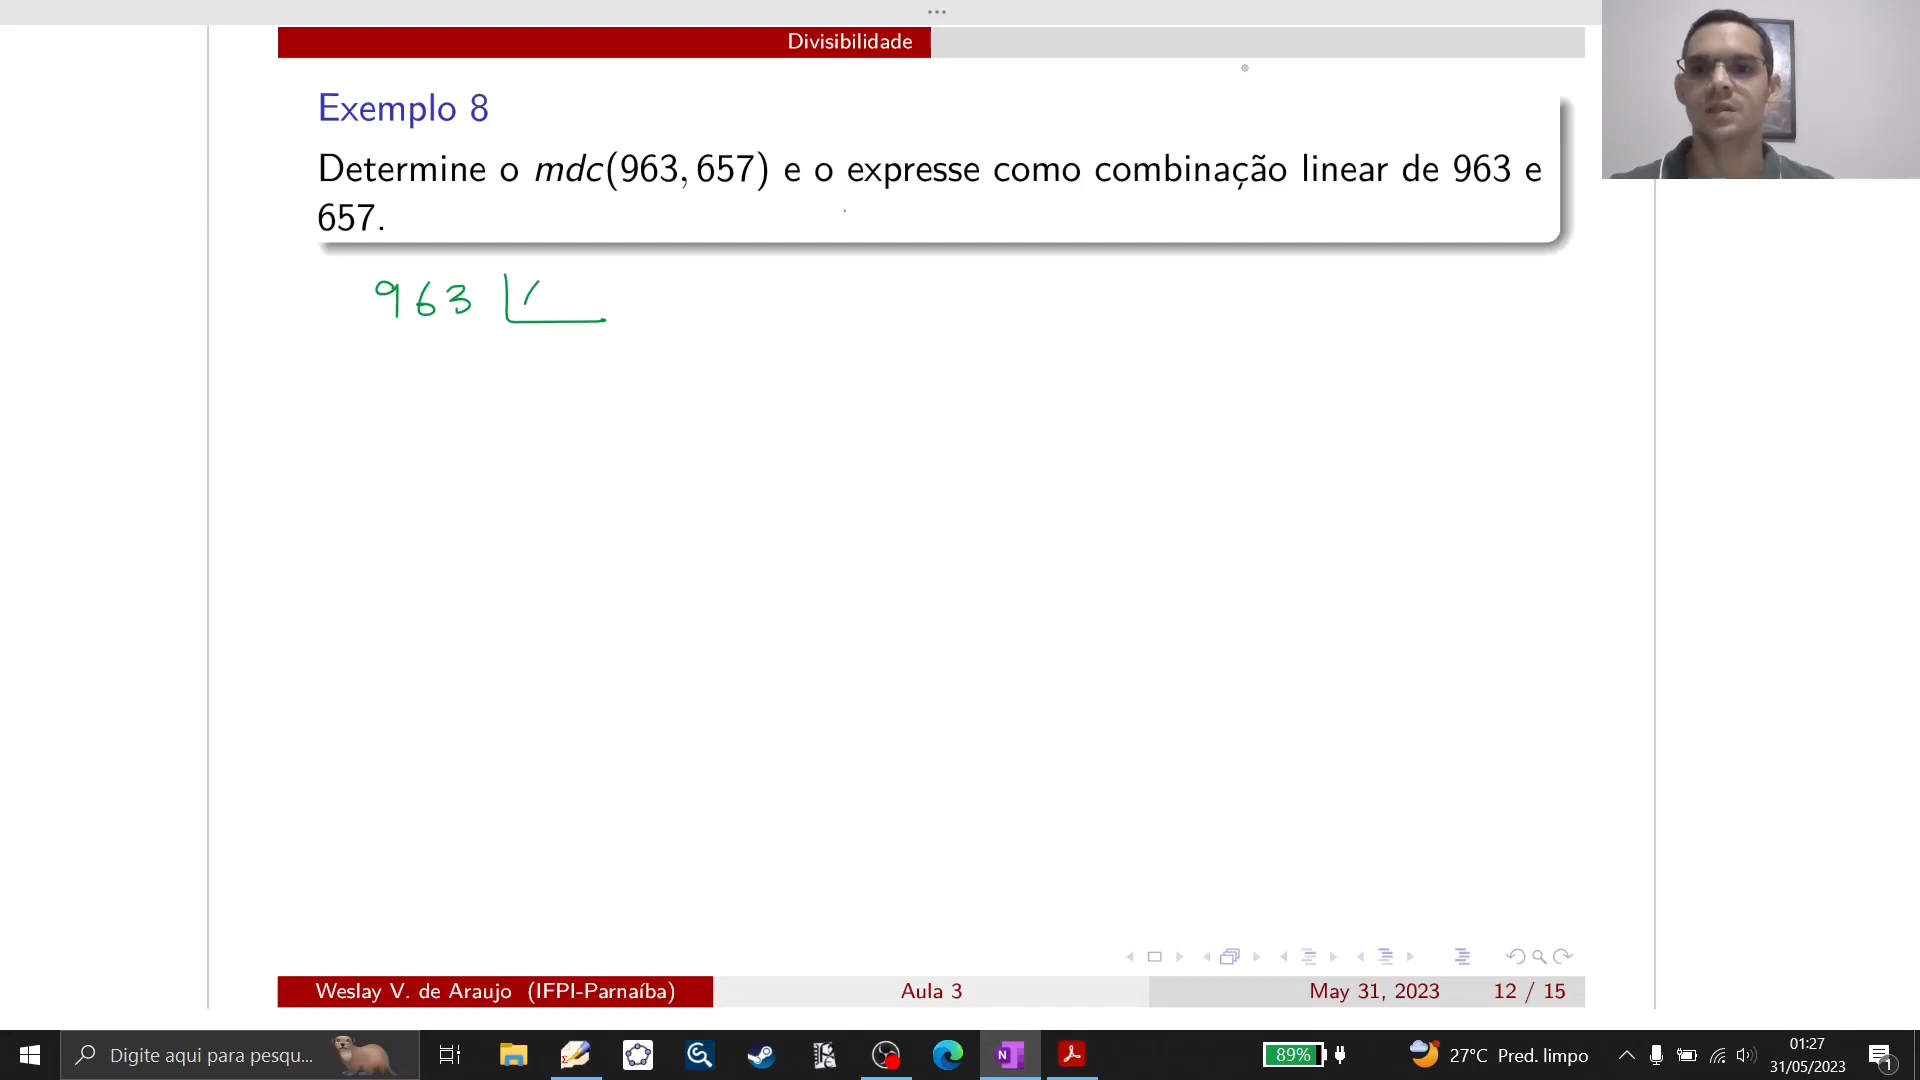 Divisibilidade
Exemplo 8
Determine o mdc(963, 657) e o expresse como combinação linear de 963 e
657.
963
Weslay V. de Araujo (IFPI-Parnaíba)
Aula 3
May 31, 2023
12 / 15
Digite aqui para pesqu...
89%
27°C Pred. limpo
01:27
31/05/2023
1